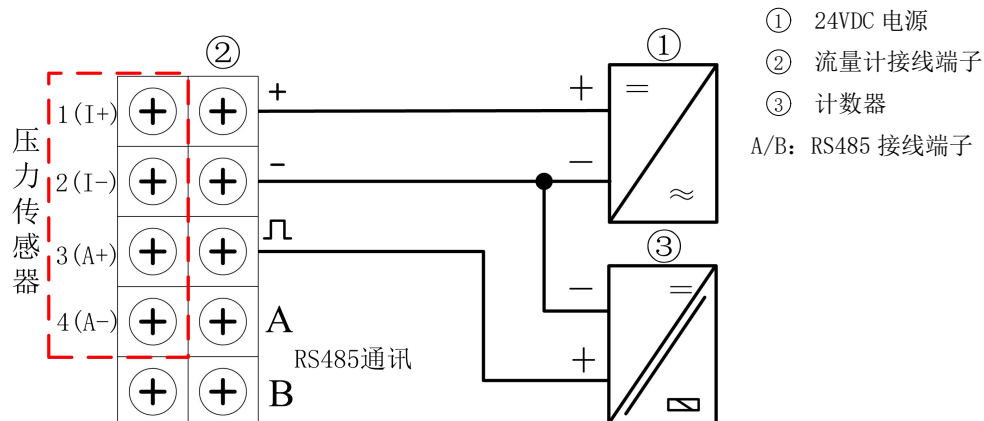 ① 24VDC 电源
② 流量计接线端子
③ 计数器
A/B: RS485 接线端子
②
①
压力传感器
1(I+)
+
+
=
2(I-)
-
-
≈
3(A+)
③
4(A-)
A
-
=
RS485通讯
+
B